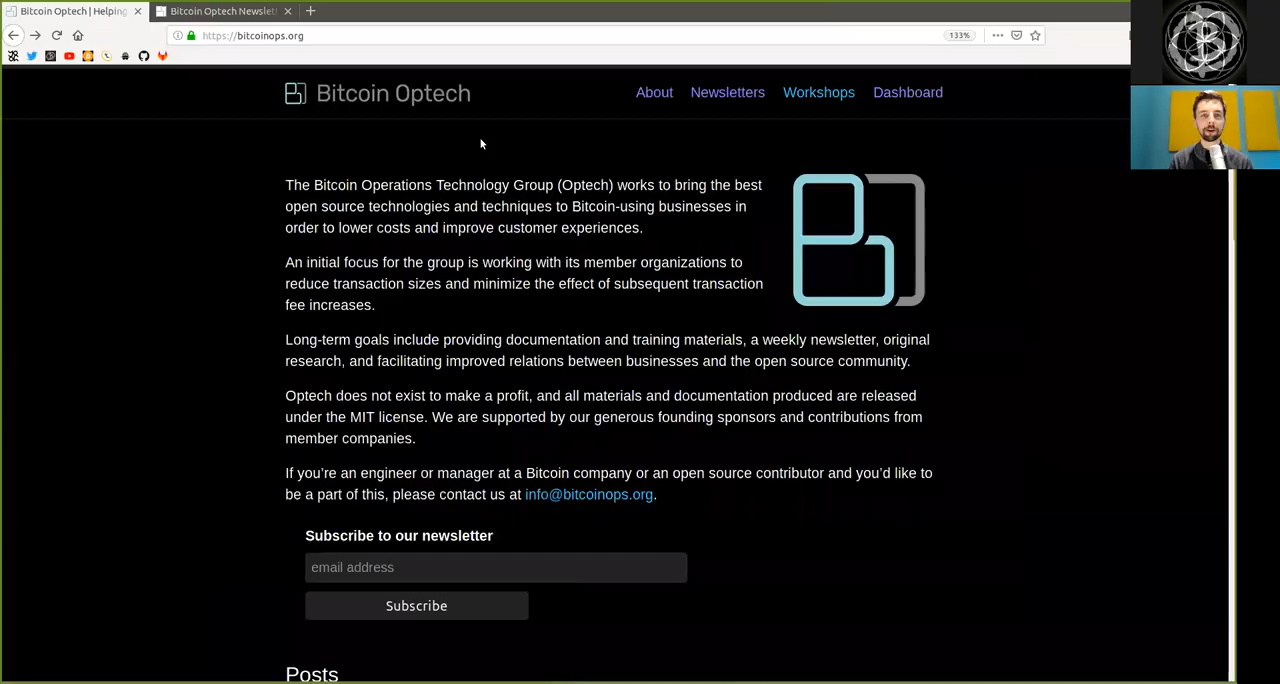 Bitcoin Optech | Helping
Bitcoin Optech Newslett
https://bitcoinops.org
133%
Bitcoin Optech
About
Newsletters
Workshops
Dashboard
The Bitcoin Operations Technology Group (Optech) works to bring the best
open source technologies and techniques to Bitcoin-using businesses in
order to lower costs and improve customer experiences.
An initial focus for the group is working with its member organizations to
reduce transaction sizes and minimize the effect of subsequent transaction
fee increases.
Long-term goals include providing documentation and training materials, a weekly newsletter, original
research, and facilitating improved relations between businesses and the open source community.
Optech does not exist to make a profit, and all materials and documentation produced are released
under the MIT license. We are supported by our generous founding sponsors and contributions from
member companies.
If you're an engineer or manager at a Bitcoin company or an open source contributor and you'd like to
be a part of this, please contact us at info@bitcoinops.org.
Subscribe to our newsletter
email address
Subscribe
Posts